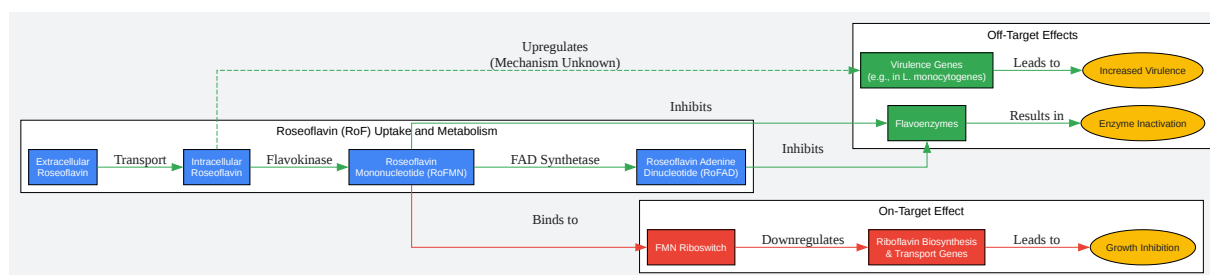 Off-Target Effects
Upregulates
(Mechanism Unknown)
Virulence Genes
(e.g., in L. monocytogenes)
Leads to
Increased Virulence
Inhibits
Flavoenzymes
Results in
Enzyme Inactivation
Roseoflavin (RoF) Uptake and Metabolism
Extracellular
Roseoflavin
Transport
Intracellular
Roseoflavin
Flavokinase
Roseoflavin
Mononucleotide (RoFMN)
FAD Synthetase
Roseoflavin Adenine
Dinucleotide (RoFAD)
Inhibits
On-Target Effect
Binds to
FMN Riboswitch
Downregulates
Riboflavin Biosynthesis
& Transport Genes
Leads to
Growth Inhibition